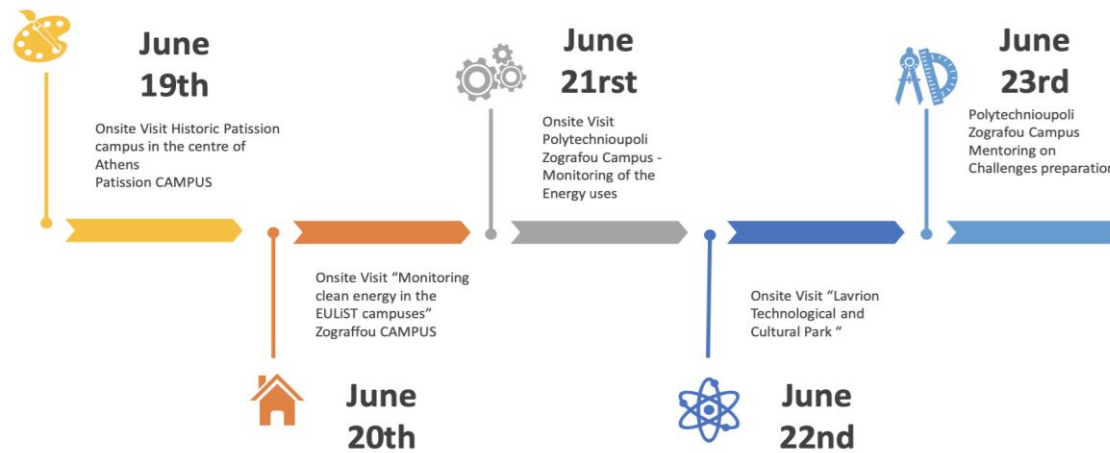 June
19th
Onsite Visit Historic Patission
campus in the centre of
Athens
Patission CAMPUS
Onsite Visit “Monitoring
clean energy in the
EULiST campuses”
Zograffou CAMPUS
June
20th
June
21rst
Onsite Visit
Polytechnioupoli
Zografou Campus -
Monitoring of the
Energy uses
Onsite Visit “Lavrion
Technological and
Cultural Park “
June
22nd
June
23rd
Polytechnioupoli
Zografou Campus
Mentoring on
Challenges preparation